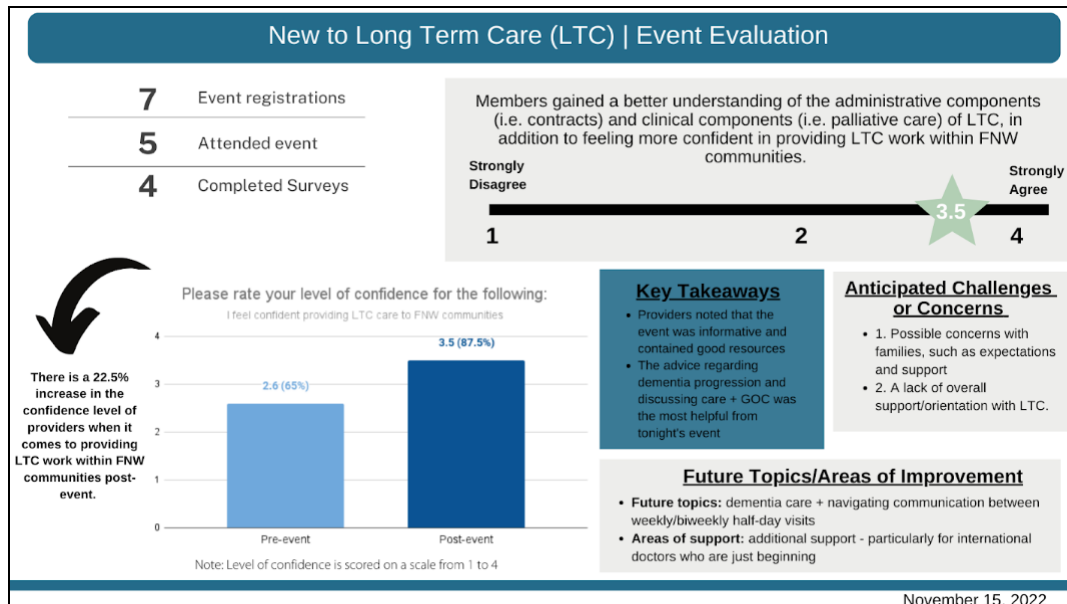 New to Long Term Care (LTC) | Event Evaluation
7 Event registrations
5 Attended event
4 Completed Surveys
Members gained a better understanding of the administrative components
(i.e. contracts) and clinical components (i.e. palliative care) of LTC, in
addition to feeling more confident in providing LTC work within FNW
communities.
Strongly
Disagree
Strongly
Agree
3.5
1 2 4
There is a 22.5%
increase in the
confidence level of
providers when it
comes to providing
LTC work within FNW
communities post-
event.
Please rate your level of confidence for the following:
I feel confident providing LTC care to FNW communities
4
3
2
1
0
2.6 (65%)
3.5 (87.5%)
Pre-event
Post-event
Note: Level of confidence is scored on a scale from 1 to 4
Key Takeaways
• Providers noted that the
event was informative and
contained good resources
• The advice regarding
dementia progression and
discussing care + GOC was
the most helpful from
tonight's event
Anticipated Challenges
or Concerns
• 1. Possible concerns with
families, such as expectations
and support
• 2. A lack of overall
support/orientation with LTC.
Future Topics/Areas of Improvement
• Future topics: dementia care + navigating communication between
weekly/biweekly half-day visits
• Areas of support: additional support - particularly for international
doctors who are just beginning
November 15, 2022